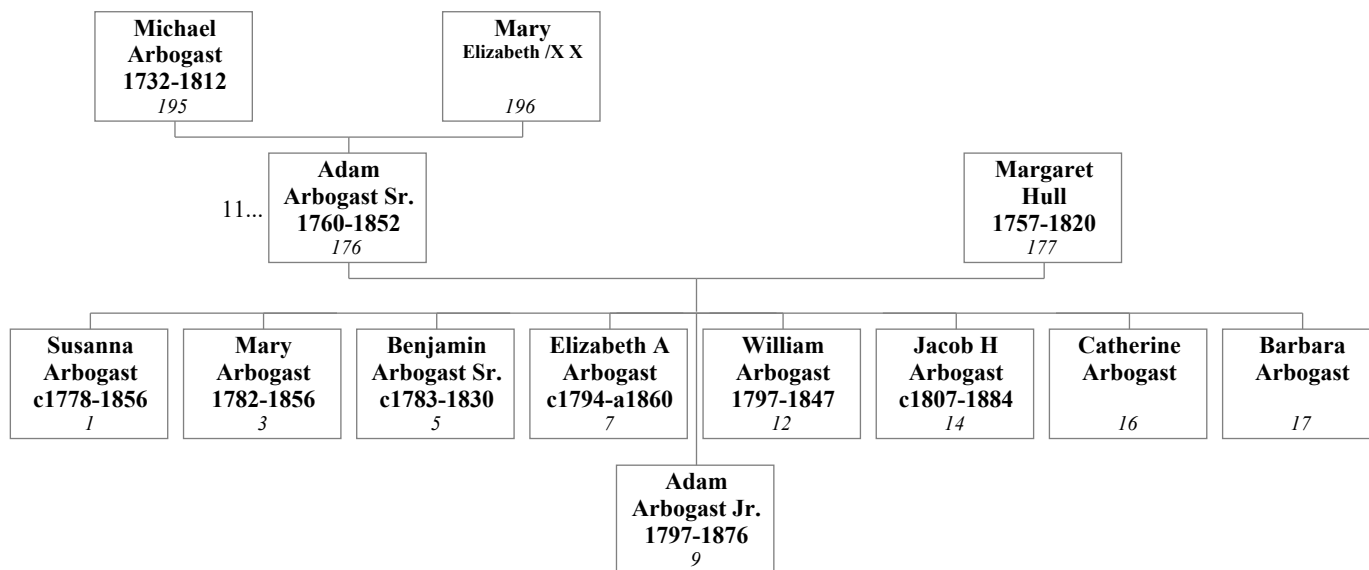 Michael
Arbogast
1732-1812
195
Mary
Elizabeth /X X
196
11...
Adam
Arbogast Sr.
1760-1852
176
Margaret
Hull
1757-1820
177
Susanna
Arbogast
c1778-1856
1
Mary
Arbogast
1782-1856
3
Benjamin
Arbogast Sr.
c1783-1830
5
Elizabeth A
Arbogast
c1794-a1860
7
William
Arbogast
1797-1847
12
Jacob H
Arbogast
c1807-1884
14
Catherine
Arbogast
16
Barbara
Arbogast
17
Adam
Arbogast Jr.
1797-1876
9